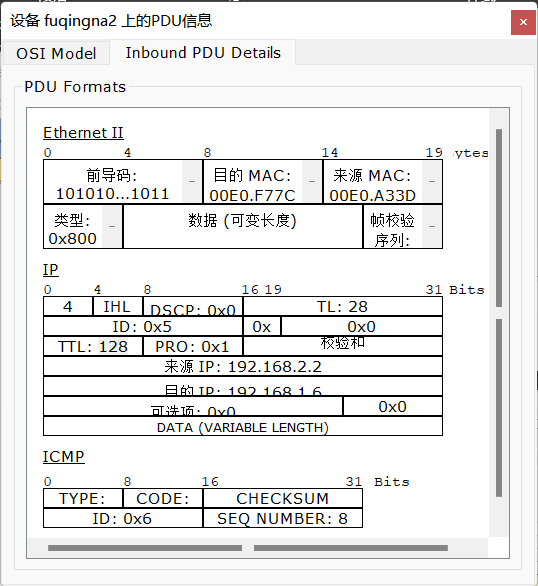 设备 fuqingna2 上的PDU信息
OSI Model Inbound PDU Details
PDU Formats
Ethernet II
0 4 8 14 19 ytes
前导码: 目的 MAC: 来源 MAC:
101010...1011 00E0.F77C 00E0.A33D
类型: 数据 (可变长度) 帧校验
0x800 序列:
IP
0 4 8 16 19 31 Bits
4 IHL DSCP: 0x0 TL: 28
ID: 0x5 0x 0x0
TTL: 128 PRO: 0x1 校验和
来源 IP: 192.168.2.2
目的 IP: 192.168.1.6
可选项: 0x0 0x0
DATA (VARIABLE LENGTH)
ICMP
0 8 16 31 Bits
TYPE: CODE: CHECKSUM
ID: 0x6 SEQ NUMBER: 8